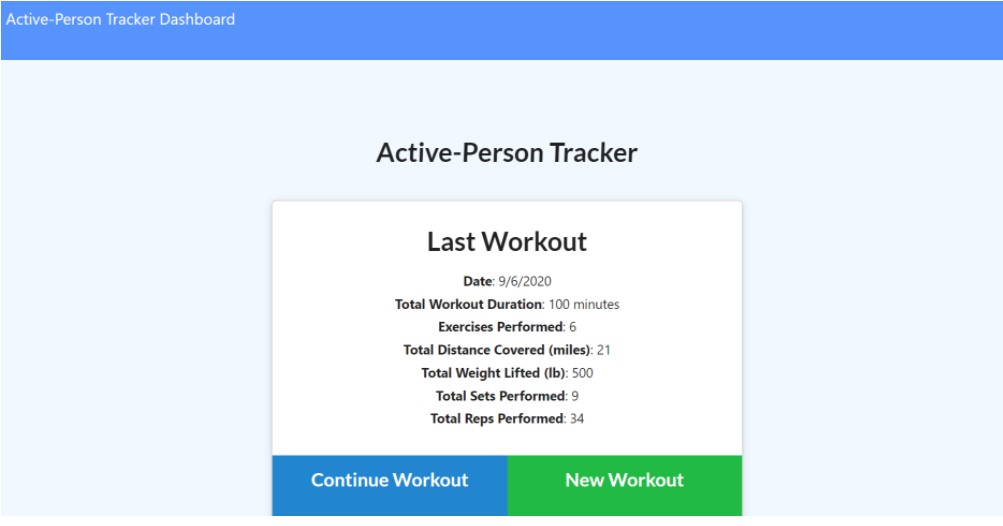 Active-Person Tracker Dashboard
Active-Person Tracker
Last Workout
Date: 9/6/2020
Total Workout Duration: 100 minutes
Exercises Performed: 6
Total Distance Covered (miles): 21
Total Weight Lifted (lb): 500
Total Sets Performed: 9
Total Reps Performed: 34
Continue Workout
New Workout